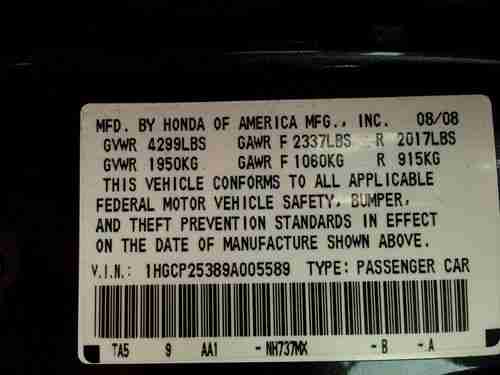 MFD. BY HONDA OF AMERICA MFG., INC. 08/08
GVWR 4299LBS GAWR F 2337LBS R 2017LBS
GVWR 1950KG GAWR F 1060KG R 915KG
THIS VEHICLE CONFORMS TO ALL APPLICABLE
FEDERAL MOTOR VEHICLE SAFETY, BUMPER,
AND THEFT PREVENTION STANDARDS IN EFFECT
ON THE DATE OF MANUFACTURE SHOWN ABOVE.
V.I.N.: 1HGCP25389A005589 TYPE: PASSENGER CAR
TA5 9 AA1 - NH737MX - B - A